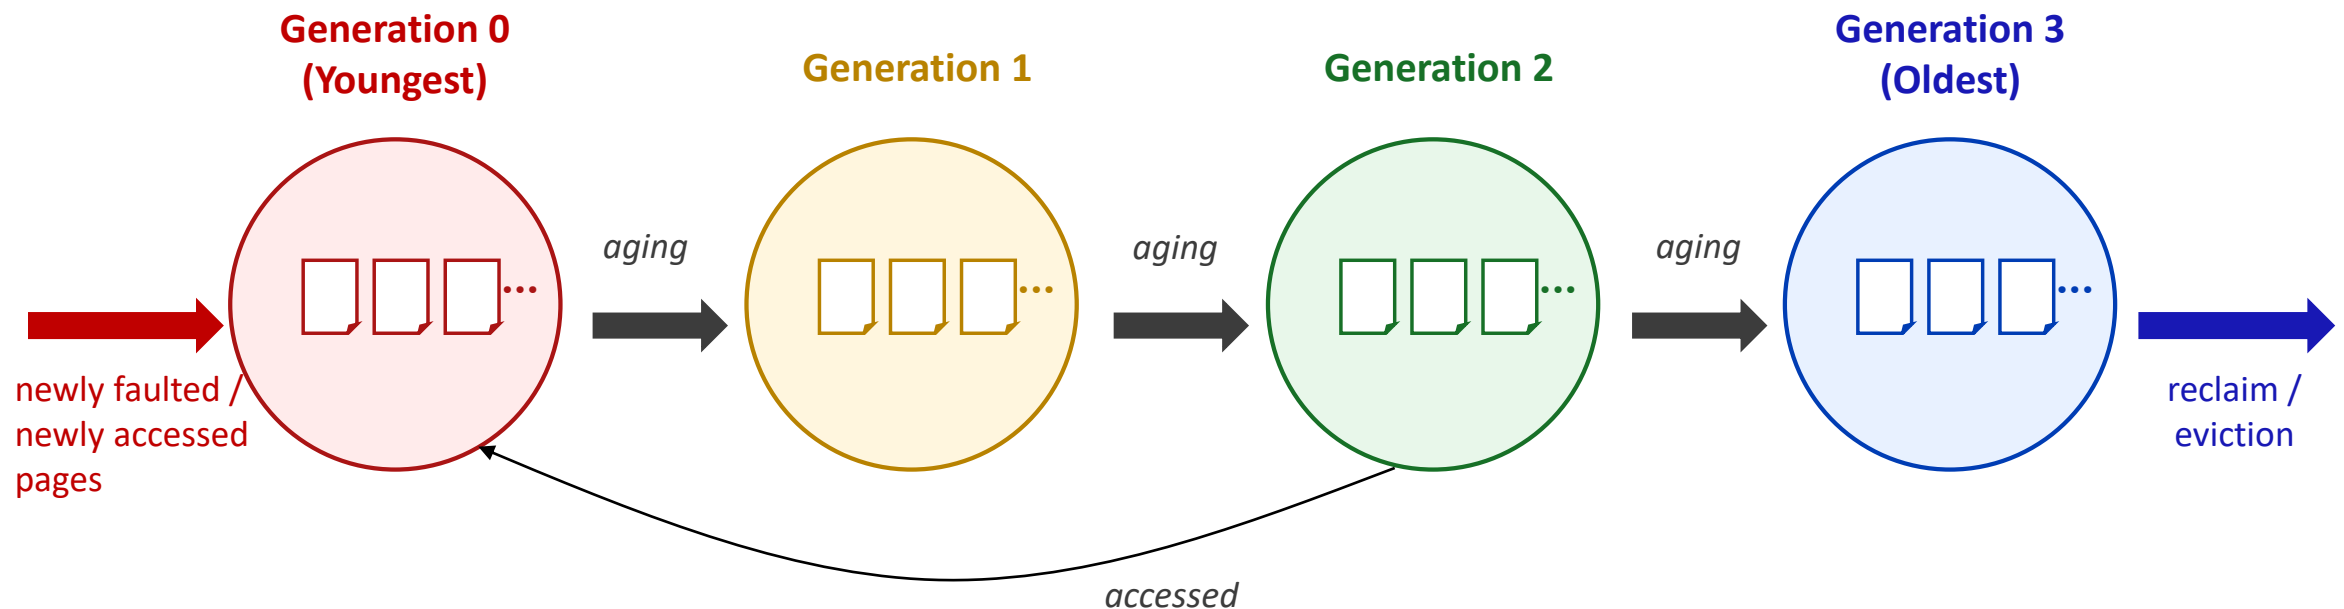 Generation 0
(Youngest)
Generation 1
Generation 2
Generation 3
(Oldest)
aging
aging
aging
...
...
...
...
newly faulted /
newly accessed
pages
reclaim /
eviction
accessed